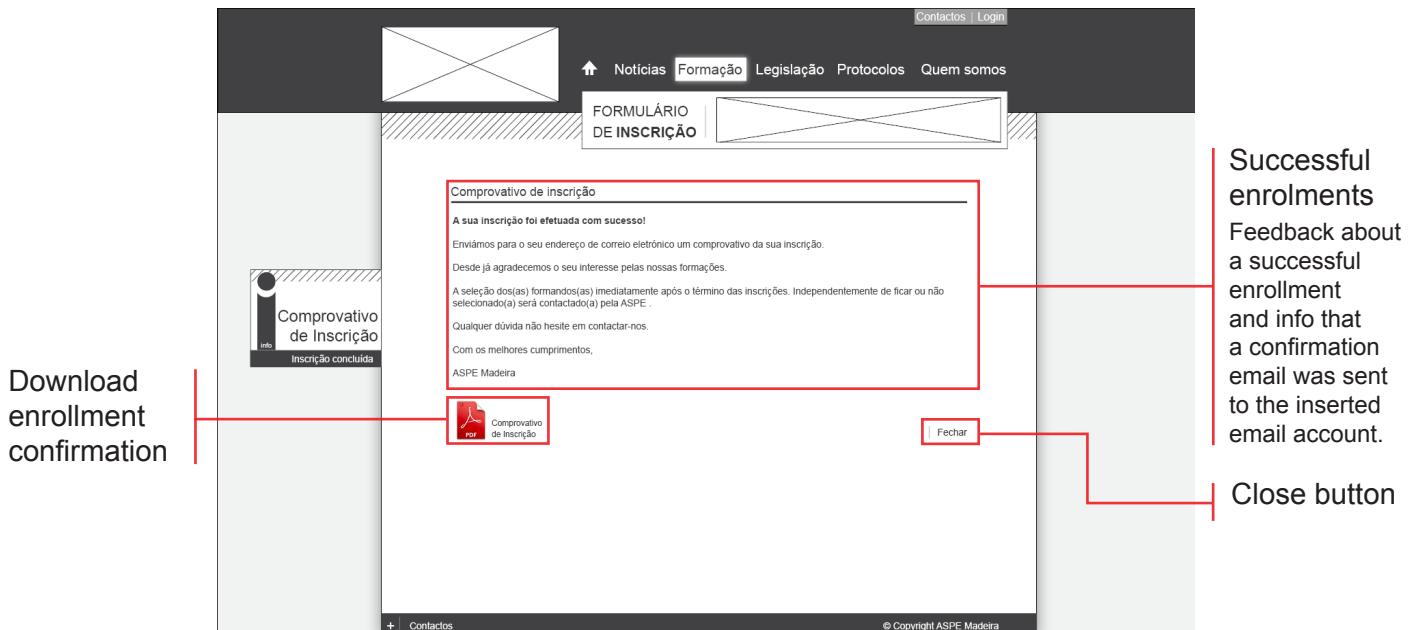 Contactos | Login
Notícias Formação Legislação Protocolos Quem somos
FORMULÁRIO
DE INSCRIÇÃO
Comprovativo de inscrição
A sua inscrição foi efetuada com sucesso!
Enviámos para o seu endereço de correio eletrónico um comprovativo da sua inscrição.
Desde já agradecemos o seu interesse pelas nossas formações.
A seleção dos(as) formandos(as) imediatamente após o término das inscrições. Independentemente de ficar ou não
selecionado(a) será contactado(a) pela ASPE .
Qualquer dúvida não hesite em contactar-nos.
Com os melhores cumprimentos,
ASPE Madeira
info
Comprovativo
de Inscrição
Inscrição concluída
PDF
Comprovativo
de Inscrição
Fechar
+ Contactos
© Copyright ASPE Madeira
Download
enrollment
confirmation
Successful
enrolments
Feedback about
a successful
enrollment
and info that
a confirmation
email was sent
to the inserted
email account.
Close button